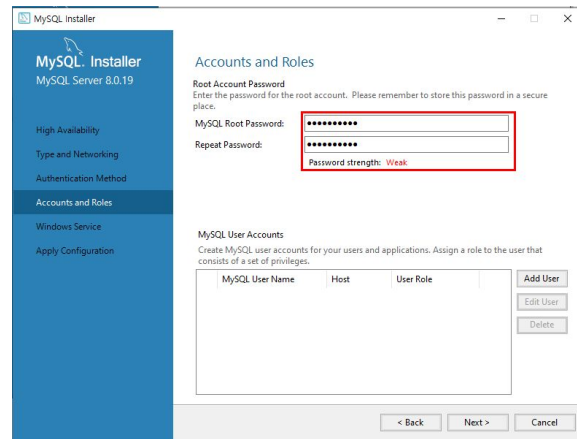 MySQL Installer
MySQL. Installer
MySQL Server 8.0.19
High Availability
Type and Networking
Authentication Method
Accounts and Roles
Windows Service
Apply Configuration
Accounts and Roles
Root Account Password
Enter the password for the root account. Please remember to store this password in a secure
place.
MySQL Root Password: ●●●●●●●●●●
Repeat Password: ●●●●●●●●●●
Password strength: Weak
MySQL User Accounts
Create MySQL user accounts for your users and applications. Assign a role to the user that
consists of a set of privileges.
MySQL User Name Host User Role
Add User
Edit User
Delete
< Back Next > Cancel